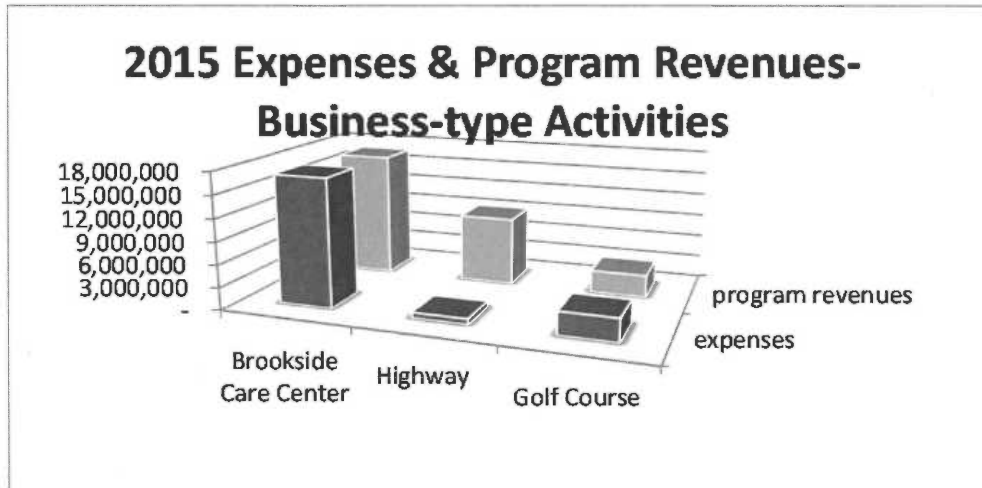 2015 Expenses & Program Revenues-
Business-type Activities
18,000,000
15,000,000
12,000,000
9,000,000
6,000,000
3,000,000
-
program revenues
expenses
Brookside
Care Center
Highway
Golf Course